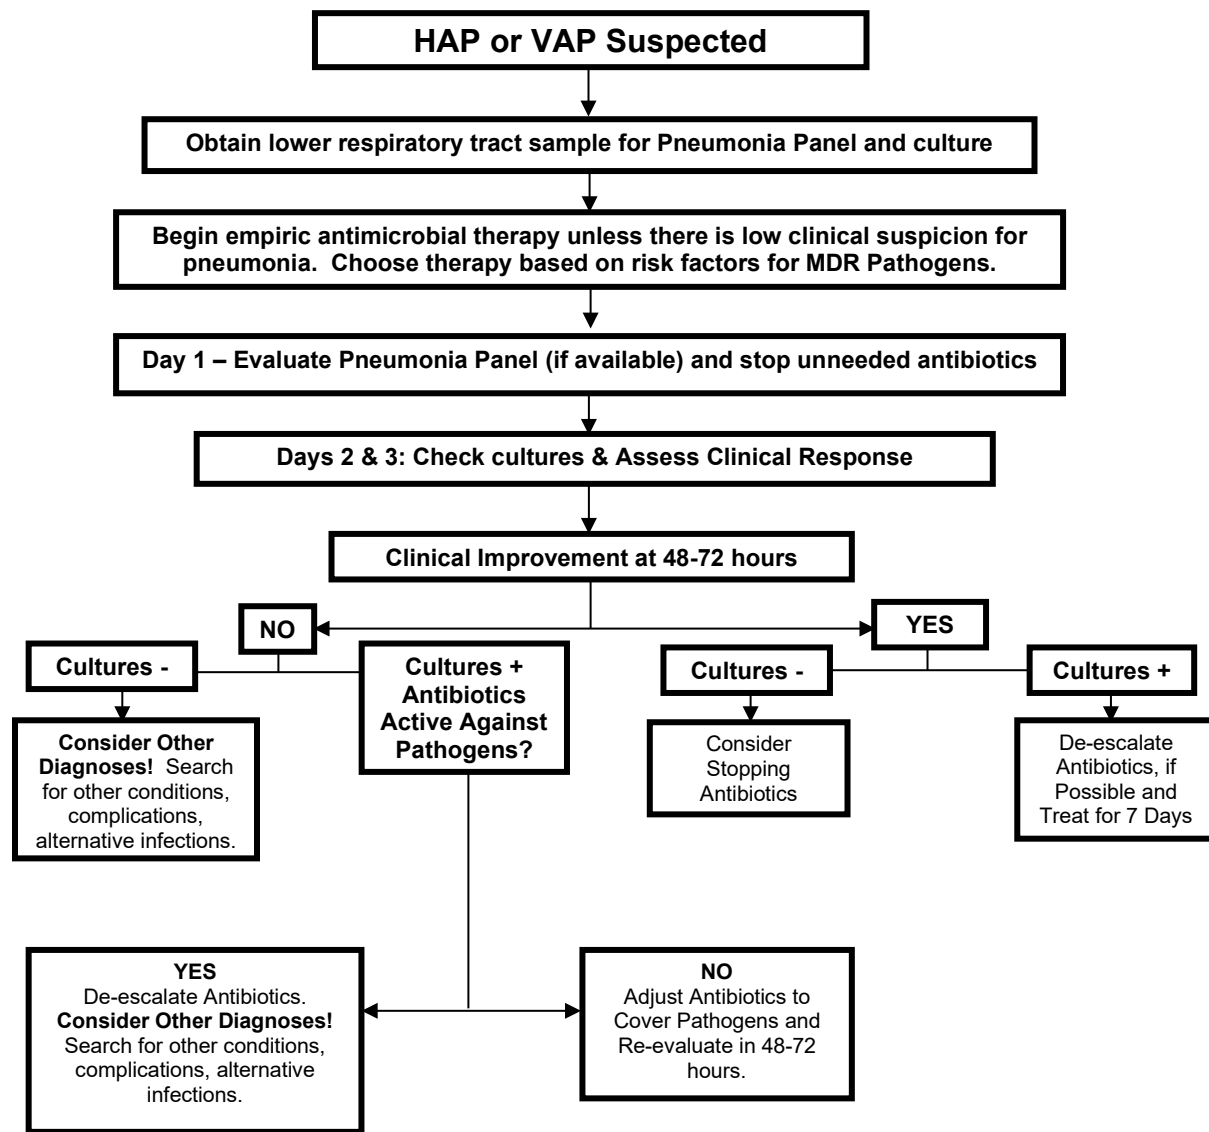 HAP or VAP Suspected
Obtain lower respiratory tract sample for Pneumonia Panel and culture
Begin empiric antimicrobial therapy unless there is low clinical suspicion for
pneumonia.  Choose therapy based on risk factors for MDR Pathogens.
Day 1 – Evaluate Pneumonia Panel (if available) and stop unneeded antibiotics
Days 2 & 3: Check cultures & Assess Clinical Response
Clinical Improvement at 48-72 hours
NO
YES
Cultures -
Cultures +
Antibiotics
Active Against
Pathogens?
Cultures -
Cultures +
Consider Other
Diagnoses!  Search
for other conditions,
complications,
alternative infections.
Consider
Stopping
Antibiotics
De-escalate
Antibiotics, if
Possible and
Treat for 7 Days
YES
De-escalate Antibiotics.
Consider Other Diagnoses!
Search for other conditions,
complications, alternative
infections.
NO
Adjust Antibiotics to
Cover Pathogens and
Re-evaluate in 48-72
hours.